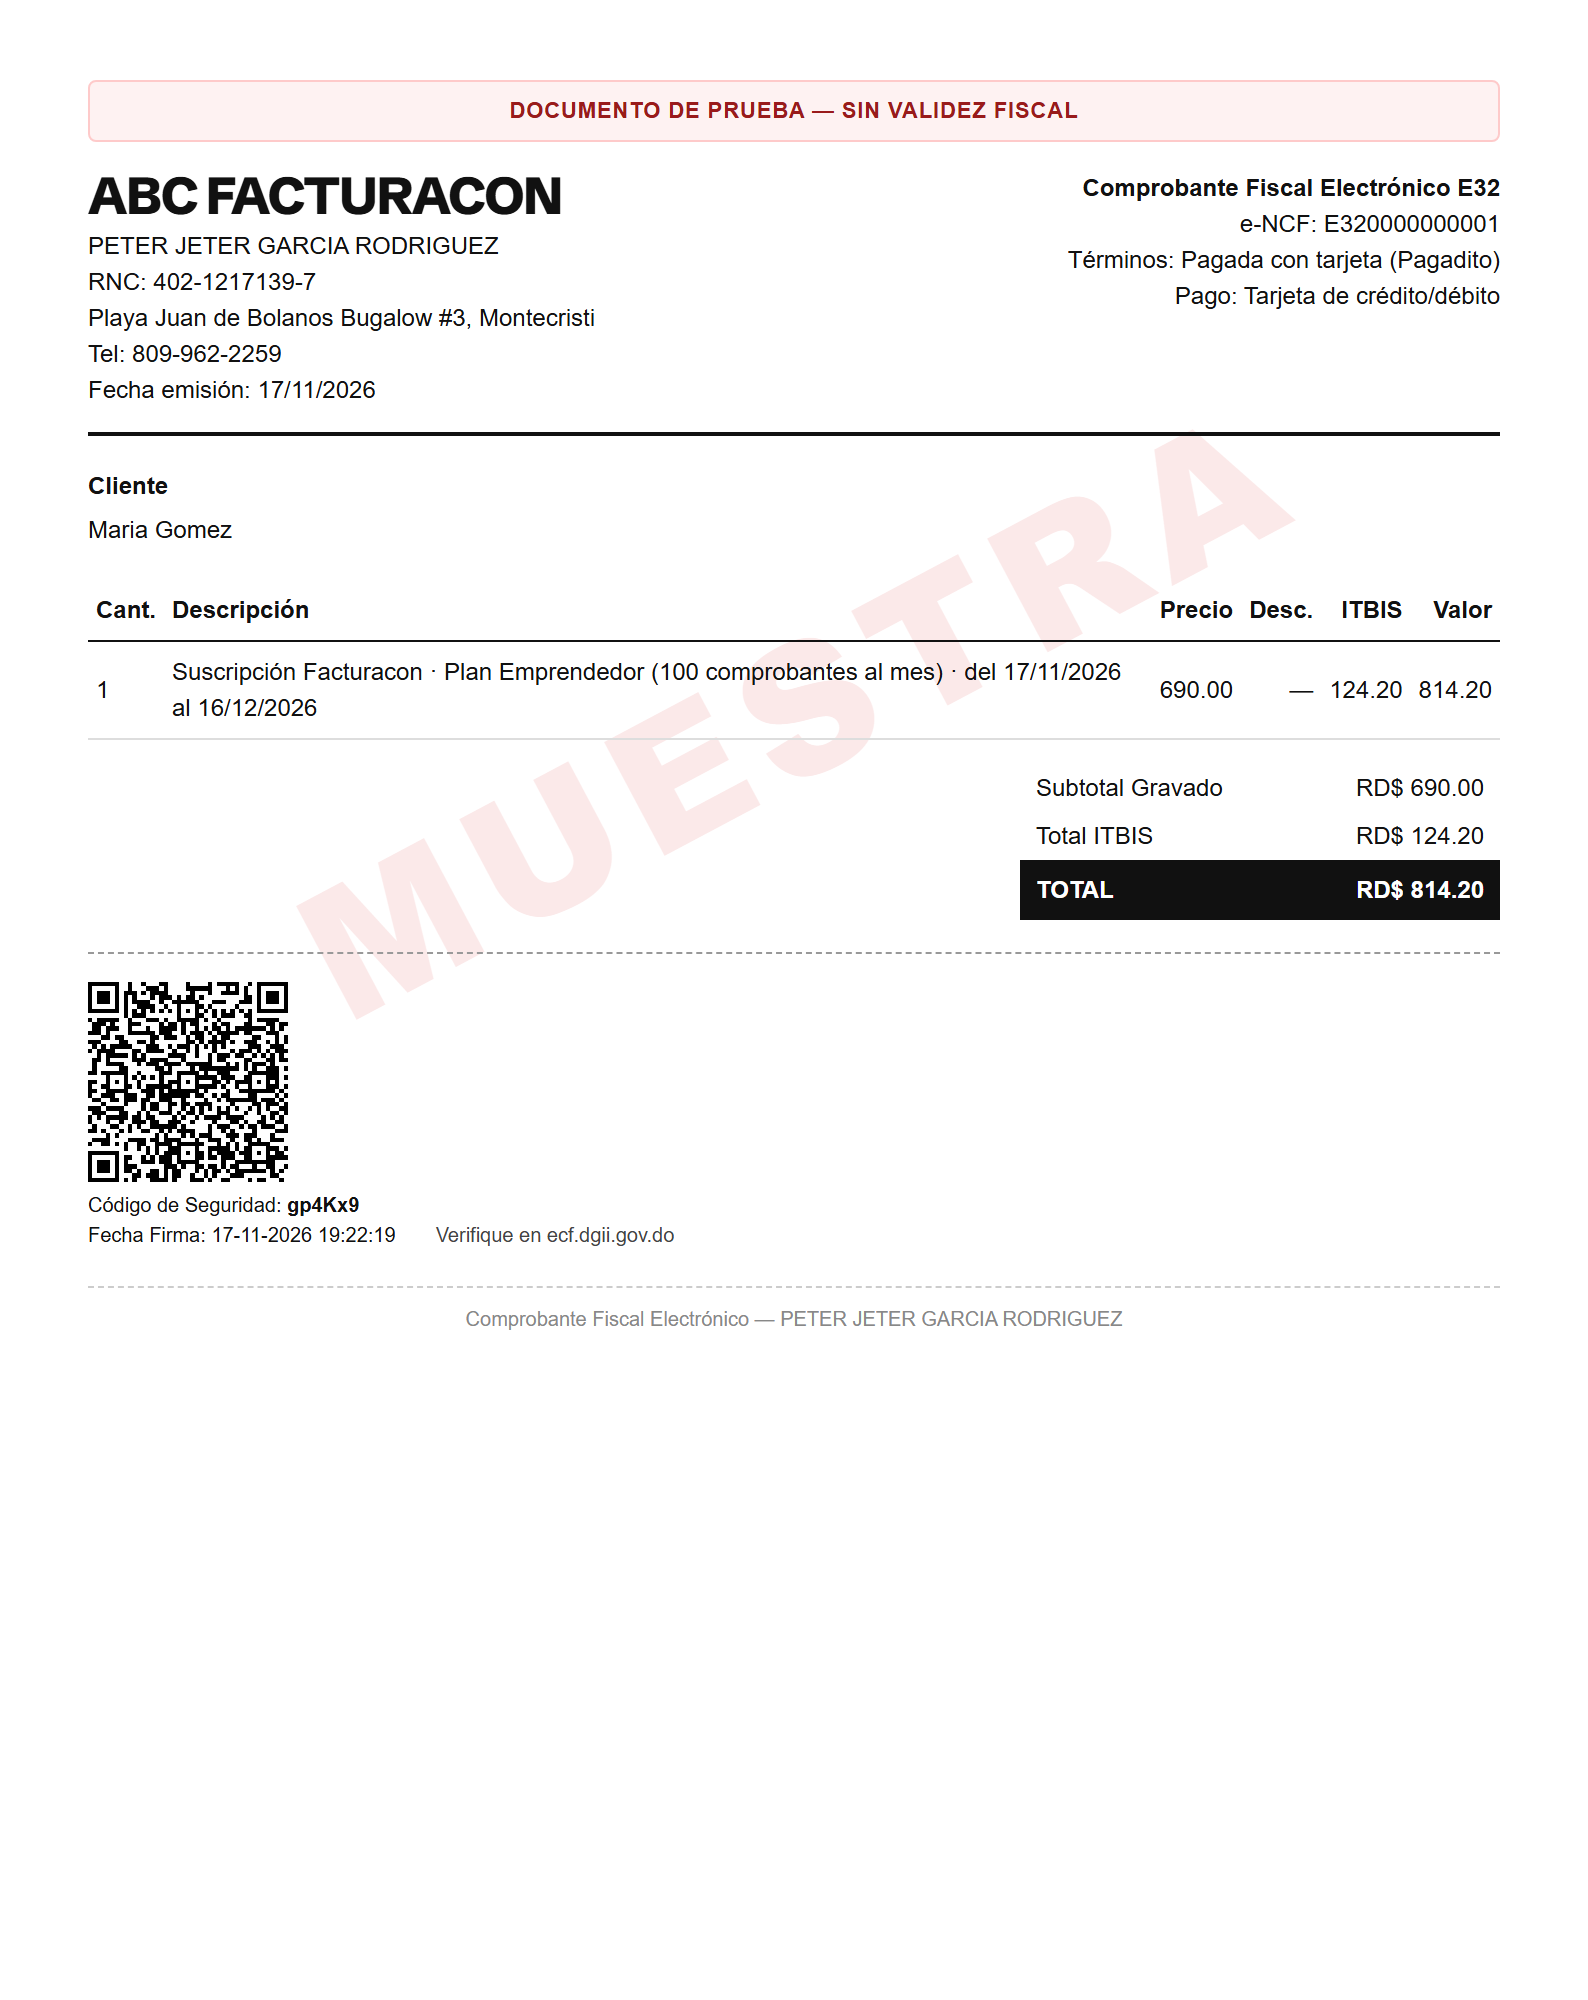 DOCUMENTO DE PRUEBA — SIN VALIDEZ FISCAL
ABC FACTURACON
PETER JETER GARCIA RODRIGUEZ
RNC: 402-1217139-7
Playa Juan de Bolanos Bugalow #3, Montecristi
Tel: 809-962-2259
Fecha emisión: 17/11/2026
Comprobante Fiscal Electrónico E32
e-NCF: E320000000001
Términos: Pagada con tarjeta (Pagadito)
Pago: Tarjeta de crédito/débito
MUESTRA
Cliente
Maria Gomez
Cant. Descripción Precio Desc. ITBIS Valor
1 Suscripción Facturacon · Plan Emprendedor (100 comprobantes al mes) · del 17/11/2026 690.00 — 124.20 814.20
al 16/12/2026
Subtotal Gravado RD$ 690.00
Total ITBIS RD$ 124.20
TOTAL RD$ 814.20
Código de Seguridad: gp4Kx9
Fecha Firma: 17-11-2026 19:22:19 Verifique en ecf.dgii.gov.do
Comprobante Fiscal Electrónico — PETER JETER GARCIA RODRIGUEZ